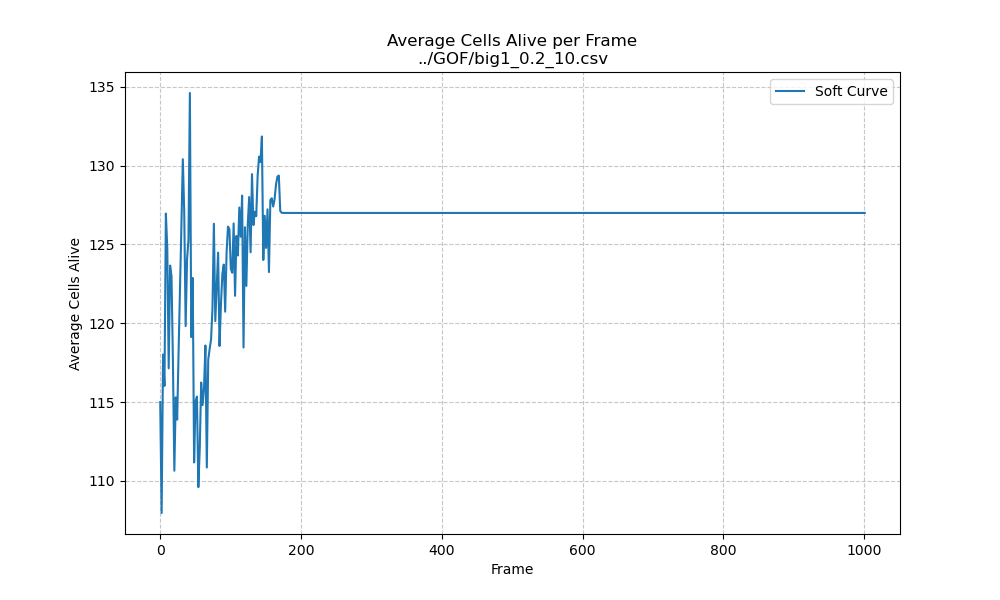 Average Cells Alive per Frame
../GOF/big1_0.2_10.csv
Soft Curve
Average Cells Alive
135
130
125
120
115
110
0 200 400 600 800 1000
Frame